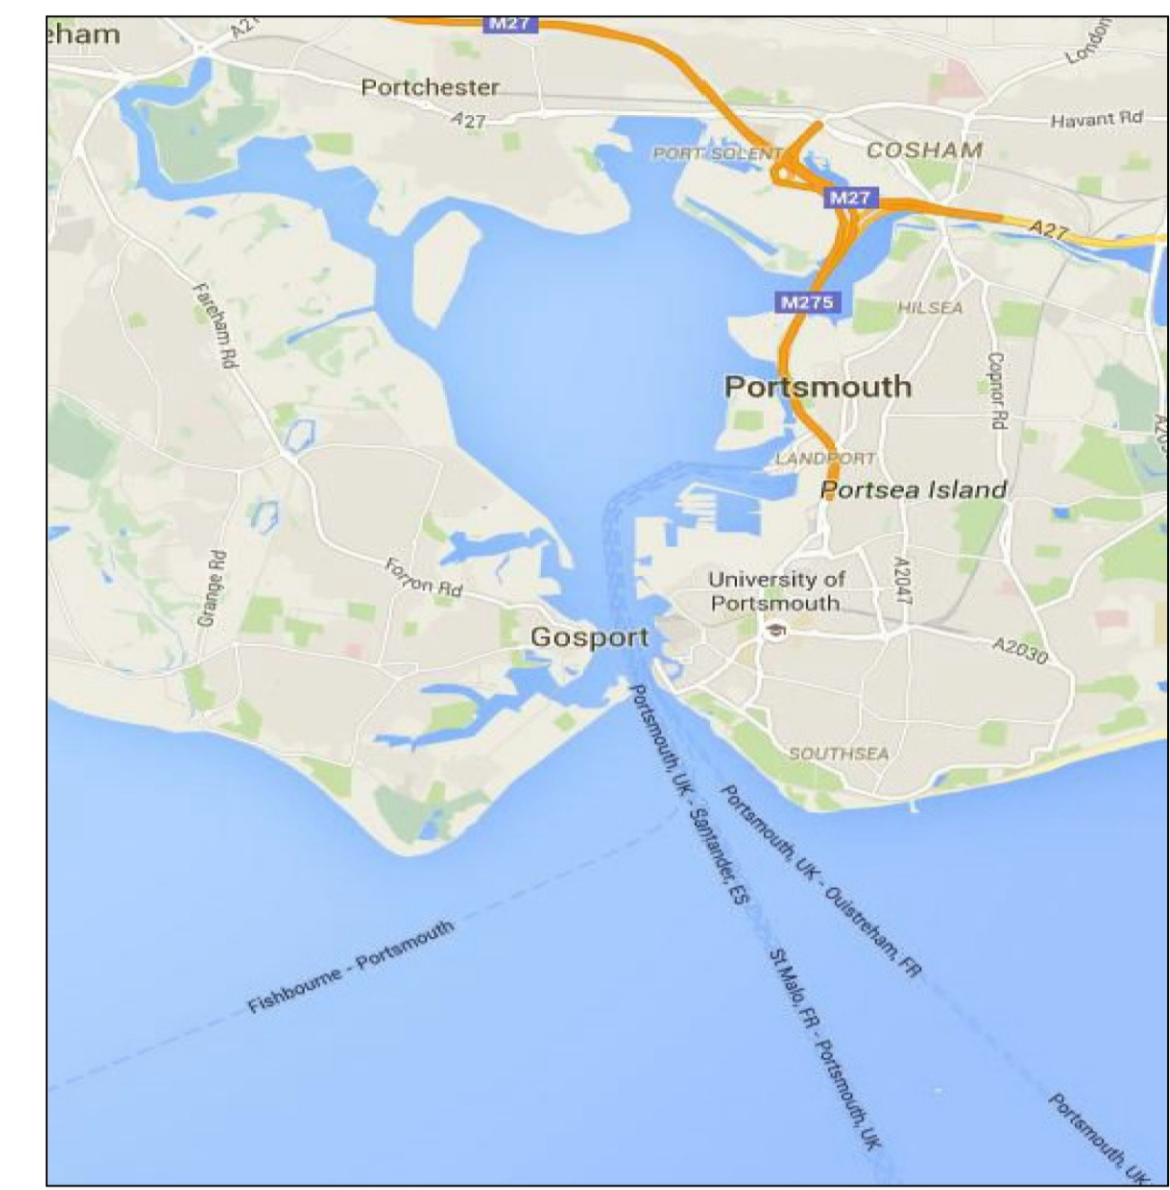 eham
A27
M27
London
Portchester
A27
Havant Rd
PORT SOLENT
COSHAM
M27
A27
M275
HILSEA
Fareham Rd
Copnor Rd
Portsmouth
LANDPORT
Portsea Island
Grange Rd
Forton Rd
University of
Portsmouth
A2047
Gosport
A2030
SOUTHSEA
Portsmouth, UK - Santander, ES
Portsmouth, UK - Ouistreham, FR
Fishbourne - Portsmouth
St Malo, FR - Portsmouth, UK
Portsmouth, UK